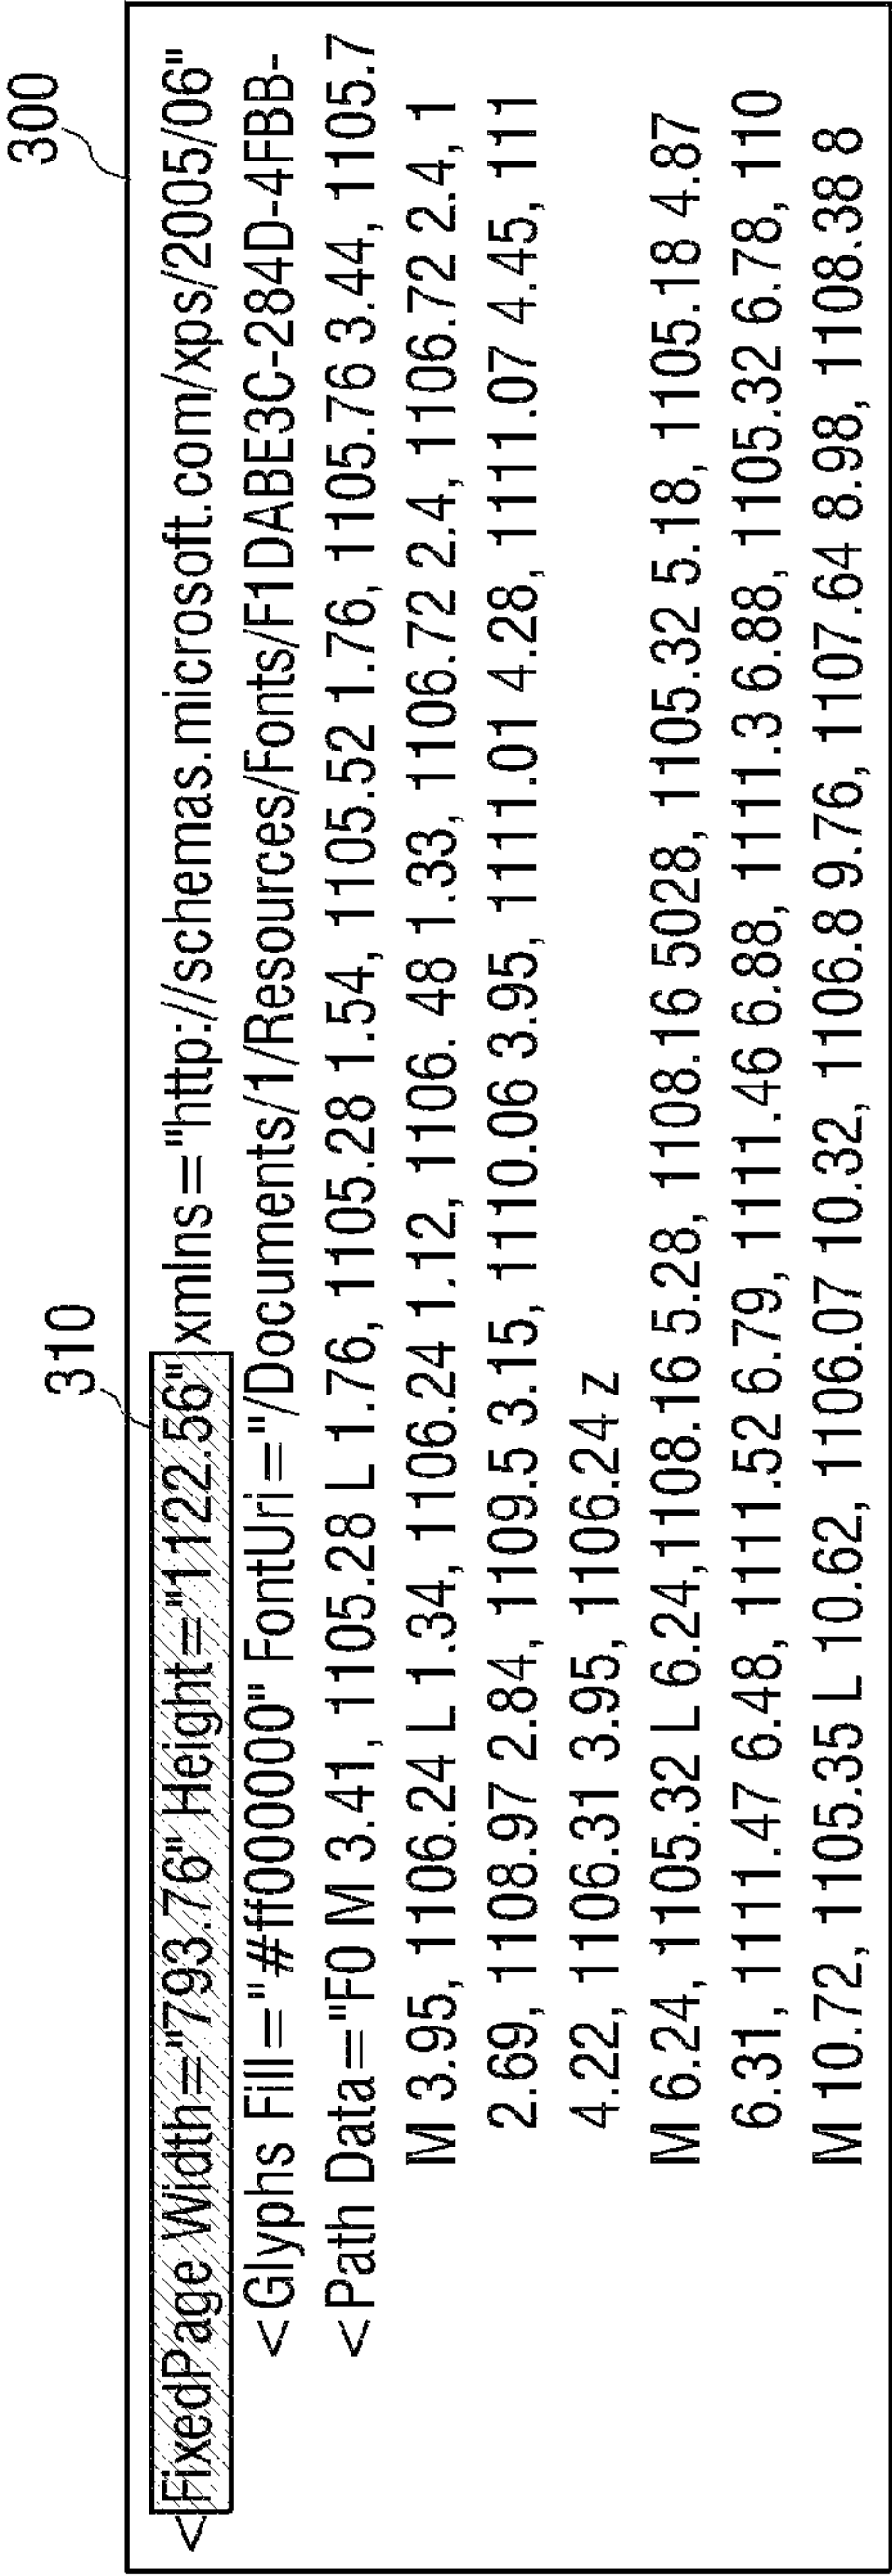 300
310
<FixedPage Width="793.76" Height="1122.56" xmlns="http://schemas.microsoft.com/xps/2005/06"
<Glyphs Fill="#ff000000" FontUri="/Documents/1/Resources/Fonts/F1DABE3C-284D-4FBB-
<Path Data="F0 M 3.41, 1105.28 L 1.76, 1105.28 1.54, 1105.52 1.76, 1105.76 3.44, 1105.7
M 3.95, 1106.24 L 1.34, 1106.24 1.12, 1106. 48 1.33, 1106.72 2.4, 1106.72 2.4, 1
2.69, 1108.97 2.84, 1109.5 3.15, 1110.06 3.95, 1111.01 4.28, 1111.07 4.45, 111
4.22, 1106.31 3.95, 1106.24 z
M 6.24, 1105.32 L 6.24,1108.16 5.28, 1108.16 5028, 1105.32 5.18, 1105.18 4.87
6.31, 1111.47 6.48, 1111.52 6.79, 1111.46 6.88, 1111.3 6.88, 1105.32 6.78, 110
M 10.72, 1105.35 L 10.62, 1106.07 10.32, 1106.8 9.76, 1107.64 8.98, 1108.38 8